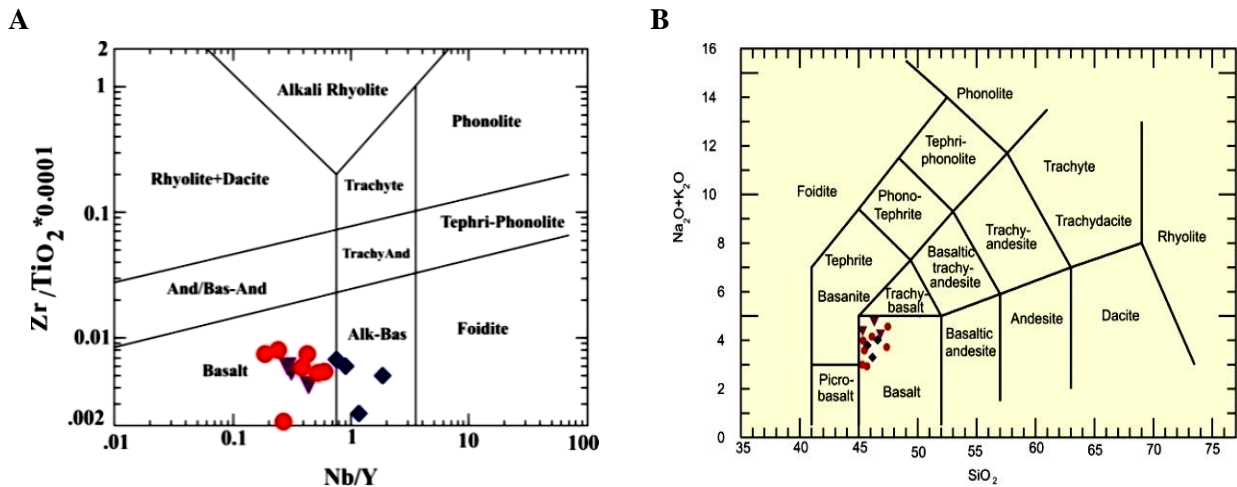 A
Zr/TiO2*0.0001
2
1
0.1
0.01
.002
.01
0.1
1
10
100
Nb/Y
Alkali Rhyolite
Phonolite
Rhyolite+Dacite
Trachyte
Tephri-Phonolite
TrachyAnd
And/Bas-And
Alk-Bas
Foidite
Basalt
B
Na2O+K2O
16
14
12
10
8
6
4
2
0
35
40
45
50
55
60
65
70
75
SiO2
Phonolite
Tephri-
phonolite
Trachyte
Foidite
Phono-
Tephrite
Trachydacite
Trachy-
andesite
Rhyolite
Tephrite
Basaltic
trachy-
andesite
Basanite
Trachy-
basalt
Basaltic
andesite
Andesite
Dacite
Picro-
basalt
Basalt